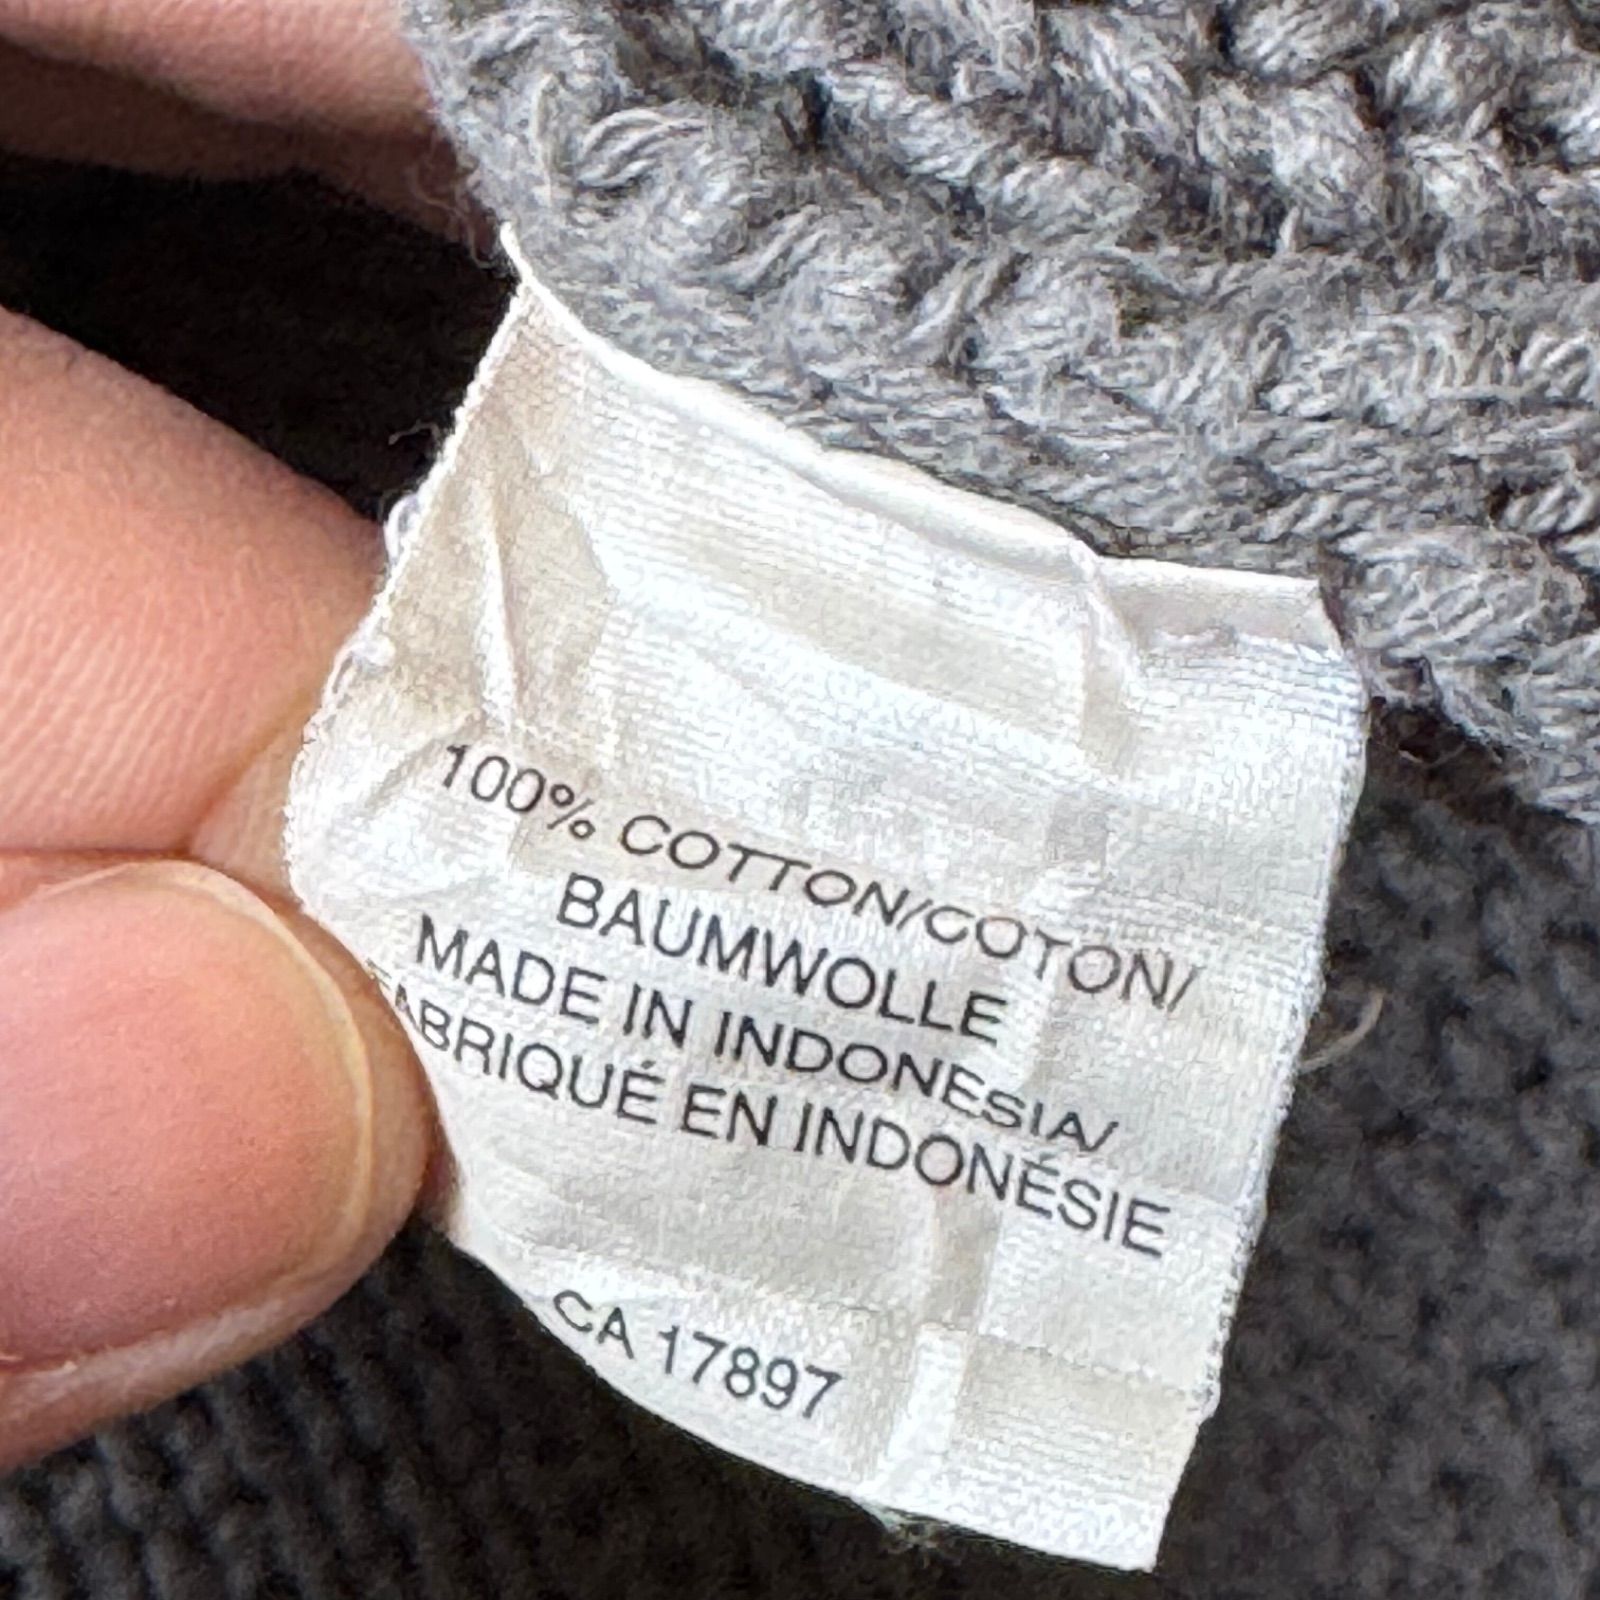 100% COTTON/COTON/
BAUMWOLLE
MADE IN INDONESIA/
FABRIQUÉ EN INDONÉSIE
CA 17897